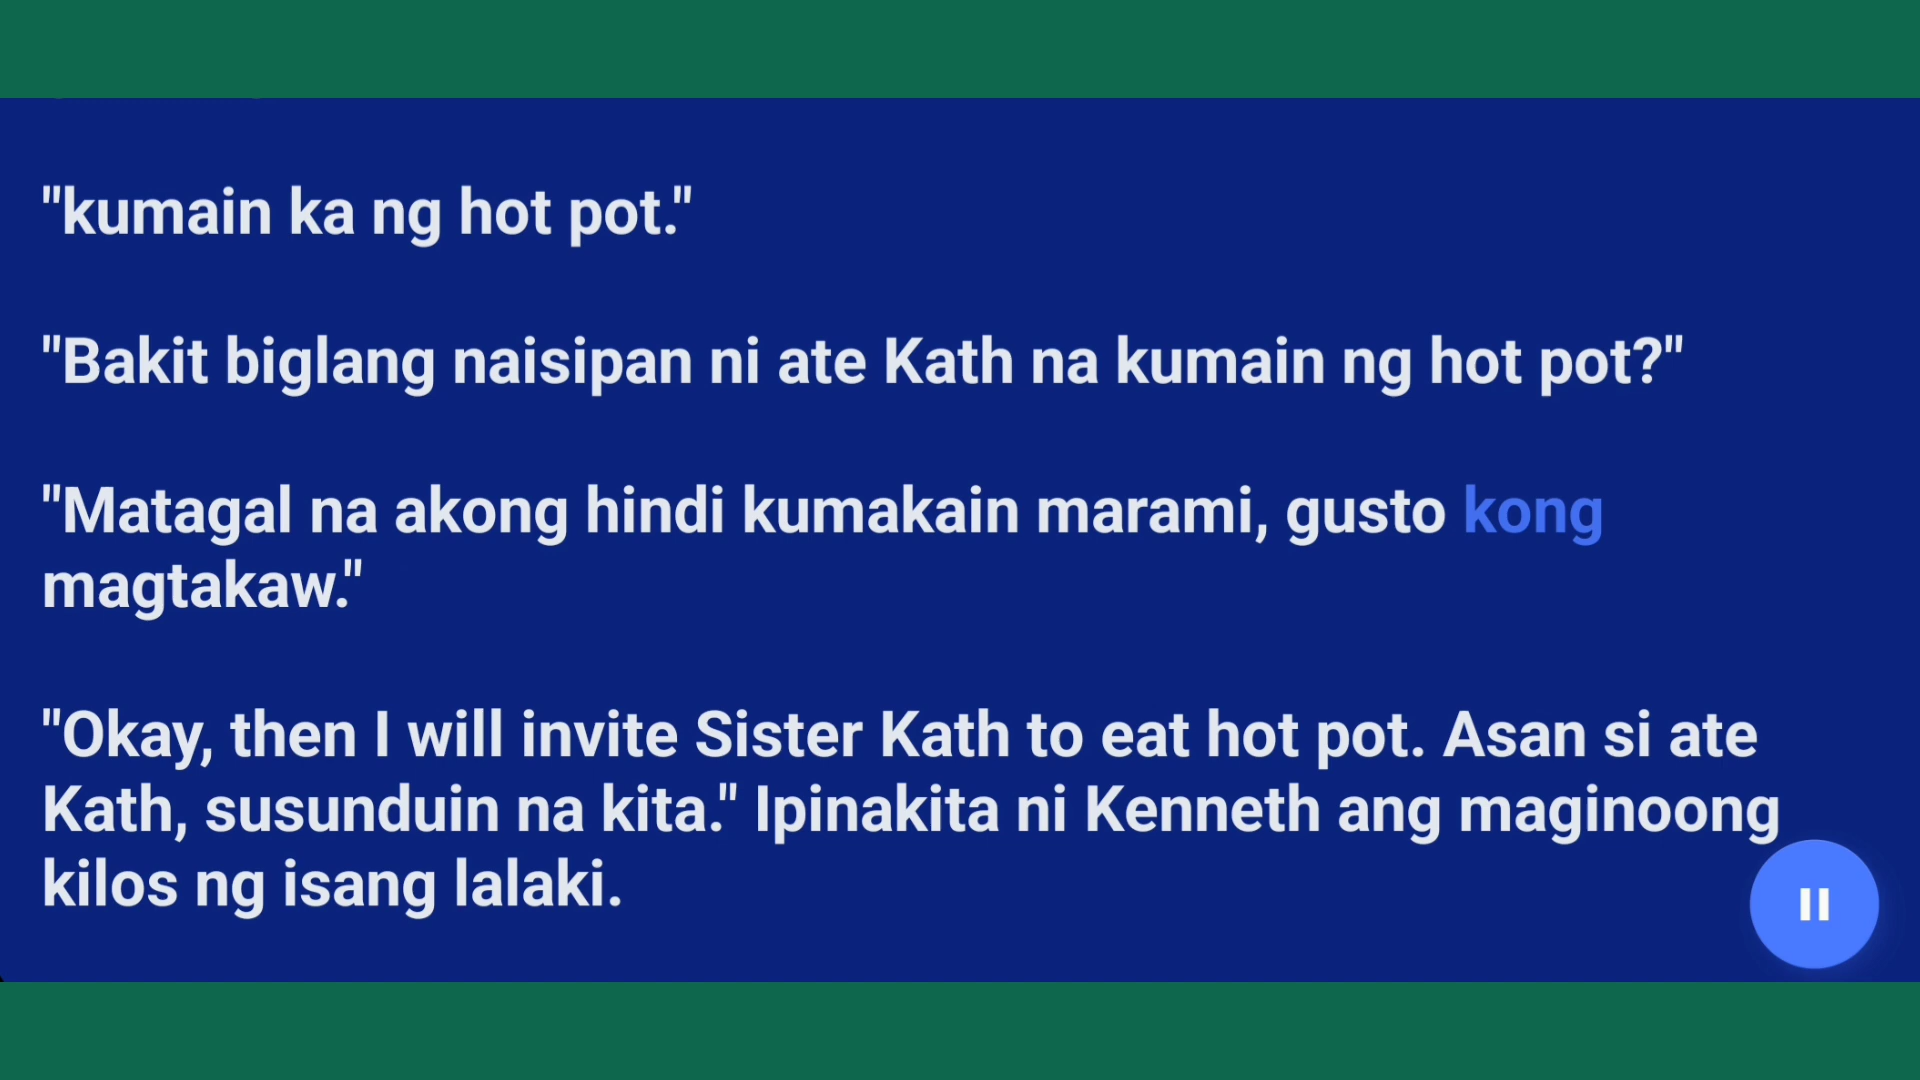 "kumain ka ng hot pot."
"Bakit biglang naisipan ni ate Kath na kumain ng hot pot?"
"Matagal na akong hindi kumakain marami, gusto kong
magtakaw."
"Okay, then I will invite Sister Kath to eat hot pot. Asan si ate
Kath, susunduin na kita." Ipinakita ni Kenneth ang maginoong
kilos ng isang lalaki.